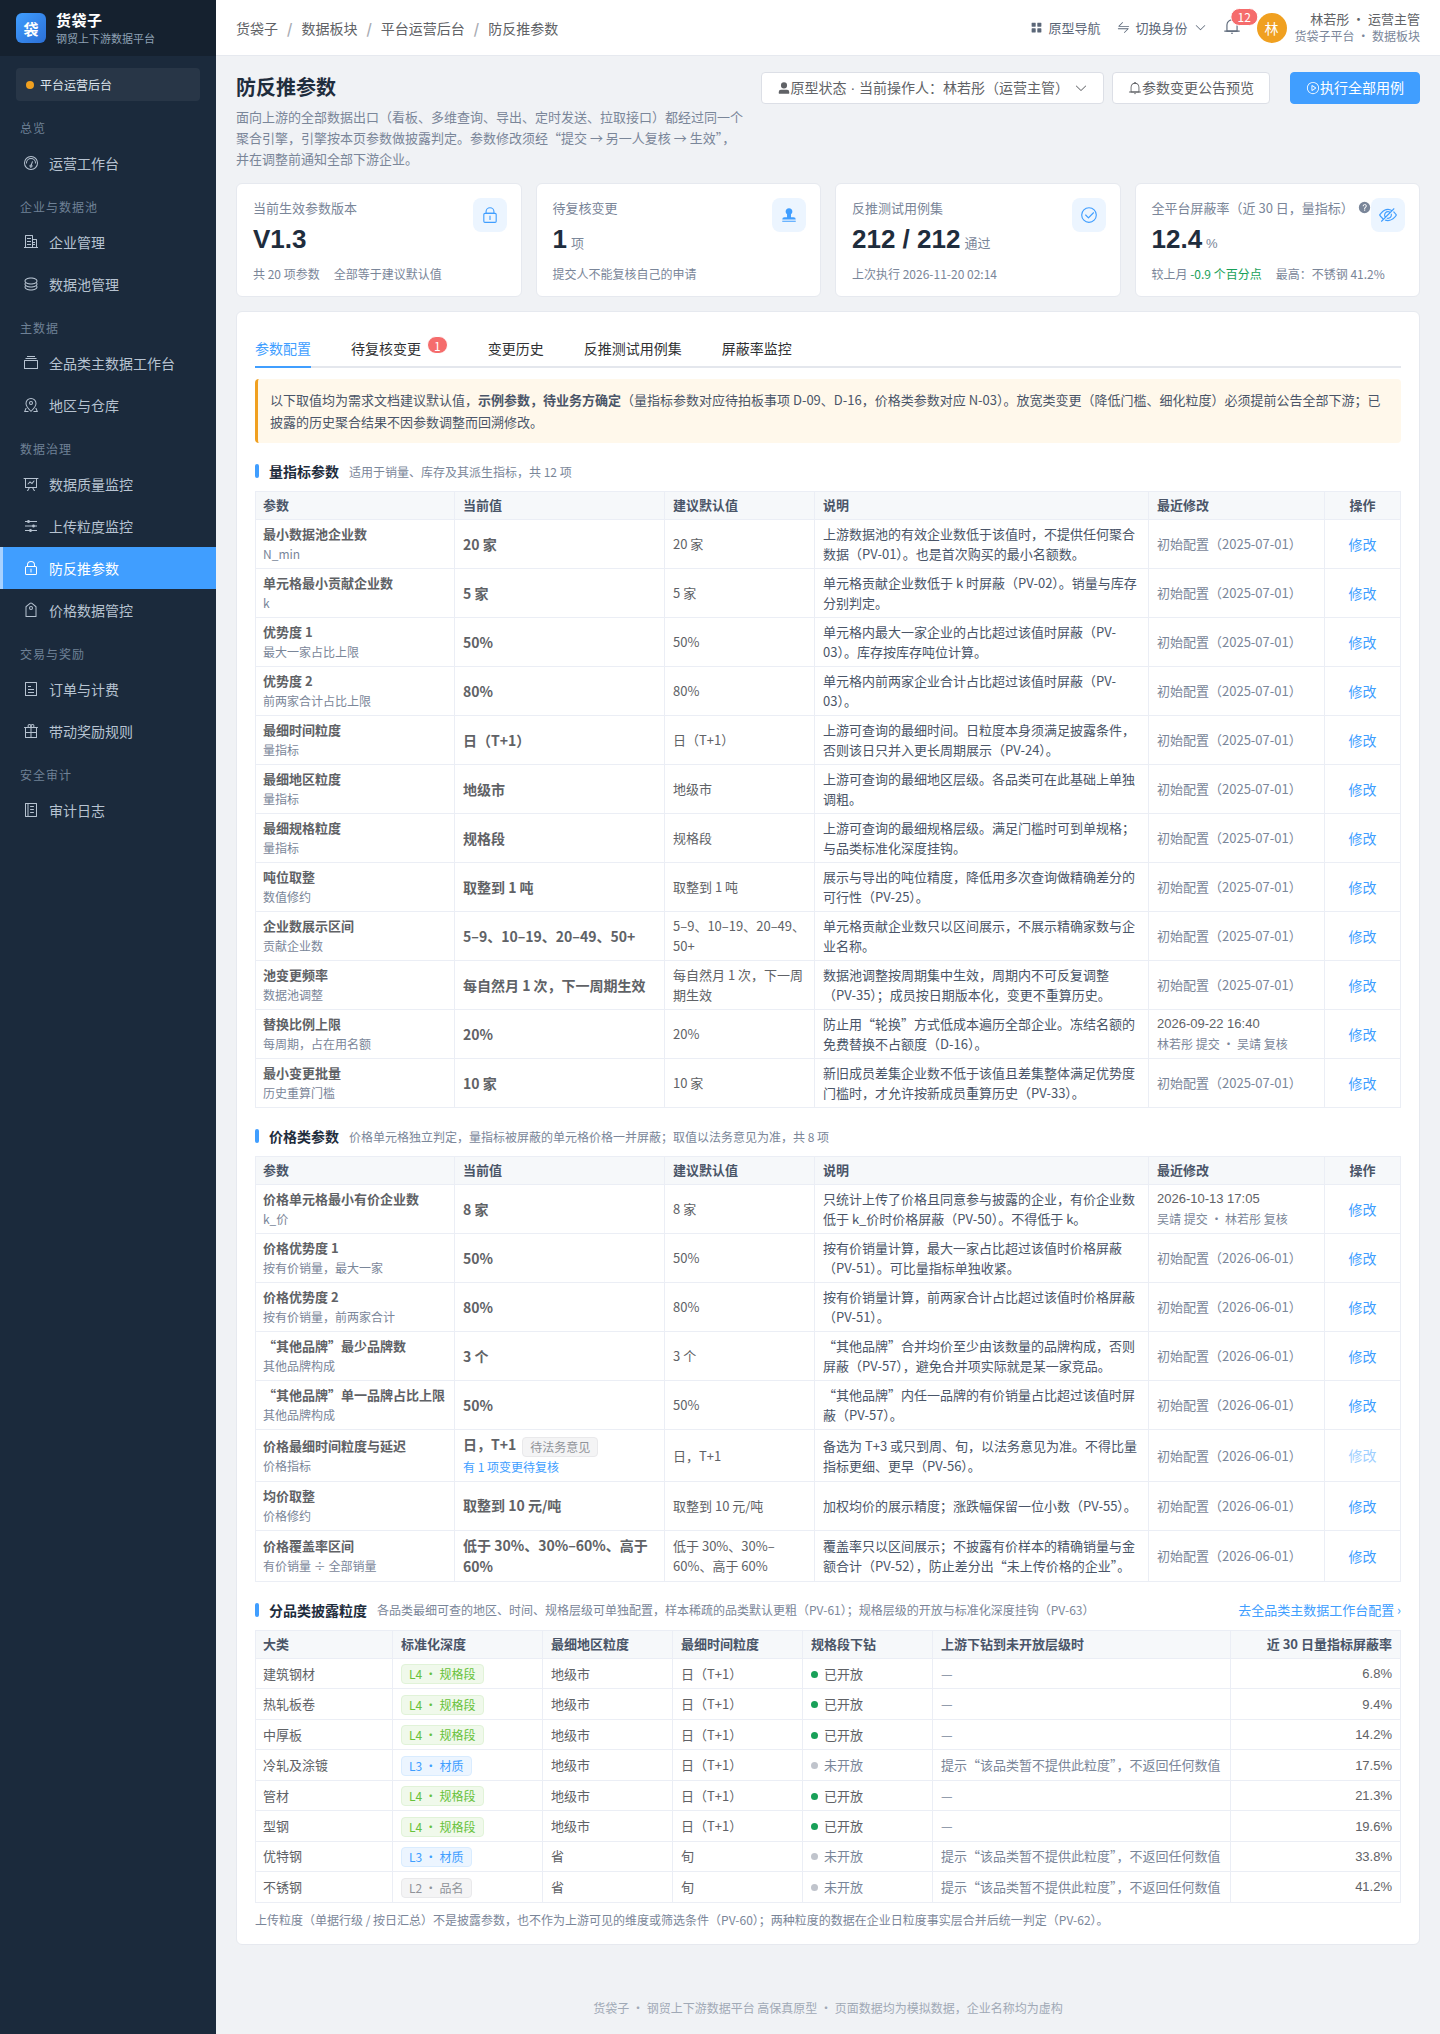 袋
货袋子
钢贸上下游数据平台
平台运营后台
总览
运营工作台
企业与数据池
企业管理
数据池管理
主数据
全品类主数据工作台
地区与仓库
数据治理
数据质量监控
上传粒度监控
防反推参数
价格数据管控
交易与奖励
订单与计费
带动奖励规则
安全审计
审计日志
货袋子 / 数据板块 / 平台运营后台 / 防反推参数
原型导航
切换身份
12
林
林若彤 · 运营主管
货袋子平台 · 数据板块
防反推参数
面向上游的全部数据出口（看板、多维查询、导出、定时发送、拉取接口）都经过同一个
聚合引擎，引擎按本页参数做披露判定。参数修改须经“提交 → 另一人复核 → 生效”，
并在调整前通知全部下游企业。
原型状态 · 当前操作人：林若彤（运营主管）
参数变更公告预览
执行全部用例
当前生效参数版本
V1.3
共 20 项参数 全部等于建议默认值
待复核变更
1 项
提交人不能复核自己的申请
反推测试用例集
212 / 212 通过
上次执行 2026-11-20 02:14
全平台屏蔽率（近 30 日，量指标）
12.4 %
较上月 -0.9 个百分点 最高：不锈钢 41.2%
参数配置
待复核变更 1
变更历史
反推测试用例集
屏蔽率监控
以下取值均为需求文档建议默认值，示例参数，待业务方确定（量指标参数对应待拍板事项 D-09、D-16，价格类参数对应 N-03）。放宽类变更（降低门槛、细化粒度）必须提前公告全部下游；已
披露的历史聚合结果不因参数调整而回溯修改。
量指标参数 适用于销量、库存及其派生指标，共 12 项
参数 当前值 建议默认值 说明 最近修改 操作
最小数据池企业数
N_min
20 家
20 家
上游数据池的有效企业数低于该值时，不提供任何聚合
数据（PV-01）。也是首次购买的最小名额数。
初始配置（2025-07-01）
修改
单元格最小贡献企业数
k
5 家
5 家
单元格贡献企业数低于 k 时屏蔽（PV-02）。销量与库存
分别判定。
初始配置（2025-07-01）
修改
优势度 1
最大一家占比上限
50%
50%
单元格内最大一家企业的占比超过该值时屏蔽（PV-
03）。库存按库存吨位计算。
初始配置（2025-07-01）
修改
优势度 2
前两家合计占比上限
80%
80%
单元格内前两家企业合计占比超过该值时屏蔽（PV-
03）。
初始配置（2025-07-01）
修改
最细时间粒度
量指标
日（T+1）
日（T+1）
上游可查询的最细时间。日粒度本身须满足披露条件，
否则该日只并入更长周期展示（PV-24）。
初始配置（2025-07-01）
修改
最细地区粒度
量指标
地级市
地级市
上游可查询的最细地区层级。各品类可在此基础上单独
调粗。
初始配置（2025-07-01）
修改
最细规格粒度
量指标
规格段
规格段
上游可查询的最细规格层级。满足门槛时可到单规格；
与品类标准化深度挂钩。
初始配置（2025-07-01）
修改
吨位取整
数值修约
取整到 1 吨
取整到 1 吨
展示与导出的吨位精度，降低用多次查询做精确差分的
可行性（PV-25）。
初始配置（2025-07-01）
修改
企业数展示区间
贡献企业数
5–9、10–19、20–49、50+
5–9、10–19、20–49、
50+
单元格贡献企业数只以区间展示，不展示精确家数与企
业名称。
初始配置（2025-07-01）
修改
池变更频率
数据池调整
每自然月 1 次，下一周期生效
每自然月 1 次，下一周
期生效
数据池调整按周期集中生效，周期内不可反复调整
（PV-35）；成员按日期版本化，变更不重算历史。
初始配置（2025-07-01）
修改
替换比例上限
每周期，占在用名额
20%
20%
防止用“轮换”方式低成本遍历全部企业。冻结名额的
免费替换不占额度（D-16）。
2026-09-22 16:40
林若彤 提交 · 吴靖 复核
修改
最小变更批量
历史重算门槛
10 家
10 家
新旧成员差集企业数不低于该值且差集整体满足优势度
门槛时，才允许按新成员重算历史（PV-33）。
初始配置（2025-07-01）
修改
价格类参数 价格单元格独立判定，量指标被屏蔽的单元格价格一并屏蔽；取值以法务意见为准，共 8 项
参数 当前值 建议默认值 说明 最近修改 操作
价格单元格最小有价企业数
k_价
8 家
8 家
只统计上传了价格且同意参与披露的企业，有价企业数
低于 k_价时价格屏蔽（PV-50）。不得低于 k。
2026-10-13 17:05
吴靖 提交 · 林若彤 复核
修改
价格优势度 1
按有价销量，最大一家
50%
50%
按有价销量计算，最大一家占比超过该值时价格屏蔽
（PV-51）。可比量指标单独收紧。
初始配置（2026-06-01）
修改
价格优势度 2
按有价销量，前两家合计
80%
80%
按有价销量计算，前两家合计占比超过该值时价格屏蔽
（PV-51）。
初始配置（2026-06-01）
修改
“其他品牌”最少品牌数
其他品牌构成
3 个
3 个
“其他品牌”合并均价至少由该数量的品牌构成，否则
屏蔽（PV-57），避免合并项实际就是某一家竞品。
初始配置（2026-06-01）
修改
“其他品牌”单一品牌占比上限
其他品牌构成
50%
50%
“其他品牌”内任一品牌的有价销量占比超过该值时屏
蔽（PV-57）。
初始配置（2026-06-01）
修改
价格最细时间粒度与延迟
价格指标
日，T+1 待法务意见
有 1 项变更待复核
日，T+1
备选为 T+3 或只到周、旬，以法务意见为准。不得比量
指标更细、更早（PV-56）。
初始配置（2026-06-01）
修改
均价取整
价格修约
取整到 10 元/吨
取整到 10 元/吨
加权均价的展示精度；涨跌幅保留一位小数（PV-55）。
初始配置（2026-06-01）
修改
价格覆盖率区间
有价销量 ÷ 全部销量
低于 30%、30%–60%、高于
60%
低于 30%、30%–
60%、高于 60%
覆盖率只以区间展示；不披露有价样本的精确销量与金
额合计（PV-52），防止差分出“未上传价格的企业”。
初始配置（2026-06-01）
修改
分品类披露粒度 各品类最细可查的地区、时间、规格层级可单独配置，样本稀疏的品类默认更粗（PV-61）；规格层级的开放与标准化深度挂钩（PV-63）
去全品类主数据工作台配置 ›
大类 标准化深度 最细地区粒度 最细时间粒度 规格段下钻 上游下钻到未开放层级时 近 30 日量指标屏蔽率
建筑钢材 L4 · 规格段 地级市 日（T+1） 已开放 — 6.8%
热轧板卷 L4 · 规格段 地级市 日（T+1） 已开放 — 9.4%
中厚板 L4 · 规格段 地级市 日（T+1） 已开放 — 14.2%
冷轧及涂镀 L3 · 材质 地级市 日（T+1） 未开放 提示“该品类暂不提供此粒度”，不返回任何数值 17.5%
管材 L4 · 规格段 地级市 日（T+1） 已开放 — 21.3%
型钢 L4 · 规格段 地级市 日（T+1） 已开放 — 19.6%
优特钢 L3 · 材质 省 旬 未开放 提示“该品类暂不提供此粒度”，不返回任何数值 33.8%
不锈钢 L2 · 品名 省 旬 未开放 提示“该品类暂不提供此粒度”，不返回任何数值 41.2%
上传粒度（单据行级 / 按日汇总）不是披露参数，也不作为上游可见的维度或筛选条件（PV-60）；两种粒度的数据在企业日粒度事实层合并后统一判定（PV-62）。
货袋子 · 钢贸上下游数据平台 高保真原型 · 页面数据均为模拟数据，企业名称均为虚构